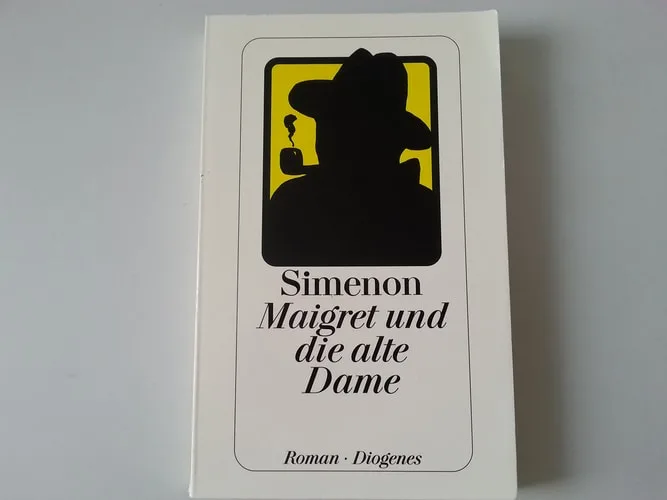 Simenon
Maigret und
die alte
Dame
Roman · Diogenes